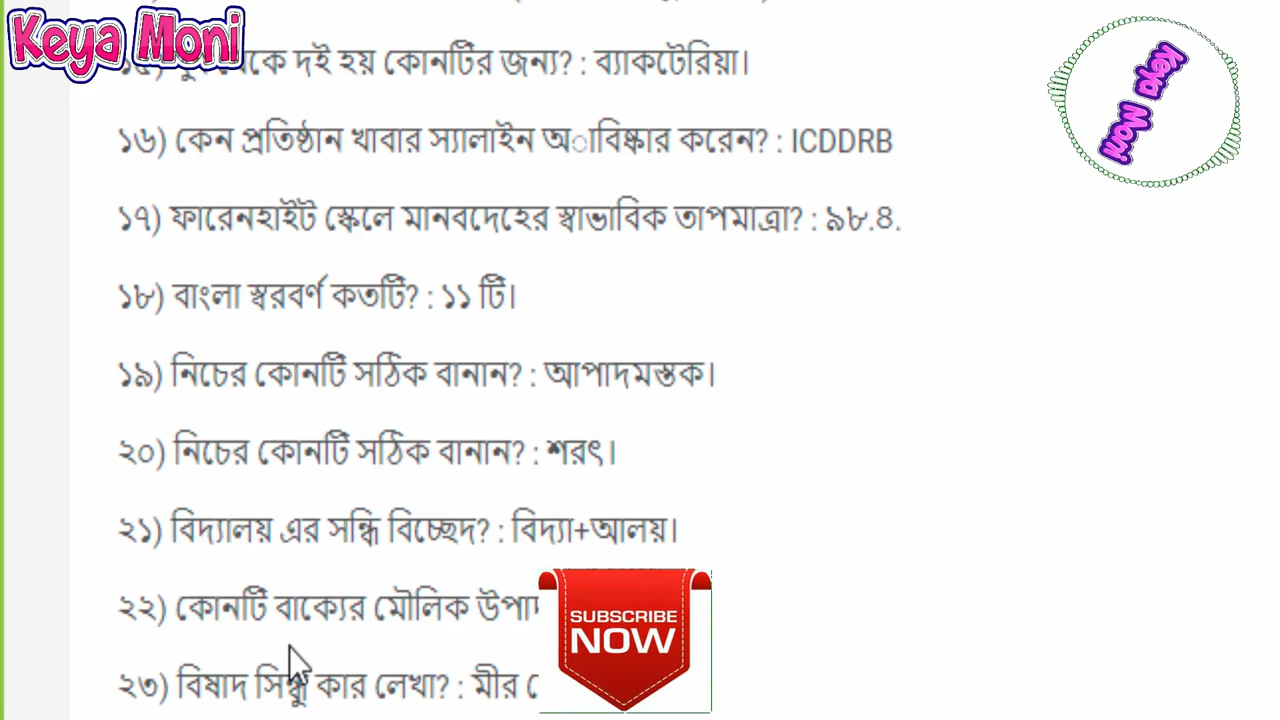 Keya Moni
Keya Moni
দই হয় কোনটির জন্য? : ব্যাকটেরিয়া।
১৬) কেন প্রতিষ্ঠান খাবার স্যালাইন অাবিষ্কার করেন? : ICDDRB
১৭) ফারেনহাইট স্কেলে মানবদেহের স্বাভাবিক তাপমাত্রা? : ৯৮.৪.
১৮) বাংলা স্বরবর্ণ কতটি? : ১১ টি।
১৯) নিচের কোনটি সঠিক বানান? : আপাদমস্তক।
২০) নিচের কোনটি সঠিক বানান? : শরৎ।
২১) বিদ্যালয় এর সন্ধি বিচ্ছেদ? : বিদ্যা+আলয়।
২২) কোনটি বাক্যের মৌলিক
২৩) বিষাদ সিন্ধু কার লেখা? : মীর
SUBSCRIBE
NOW